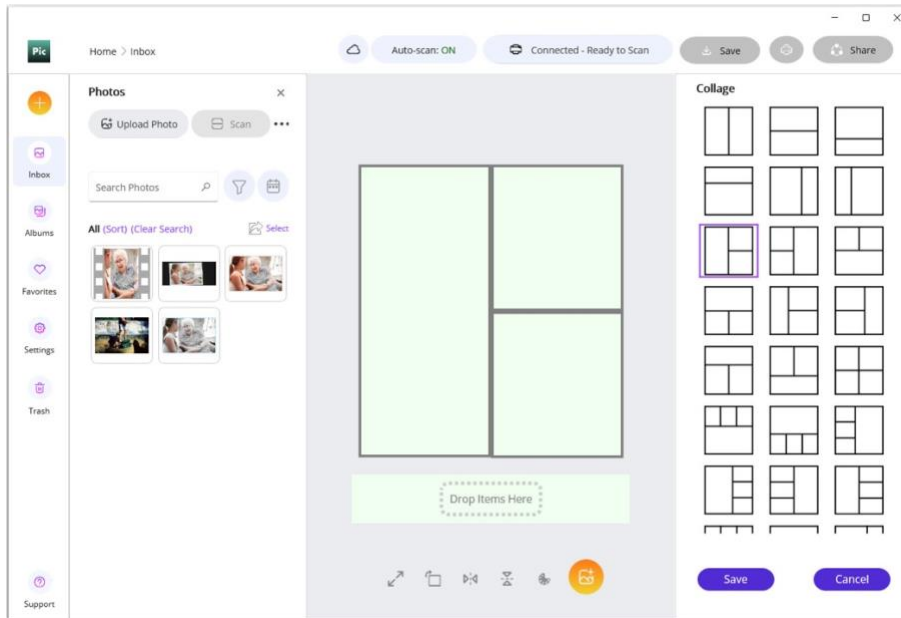 Pic
Home > Inbox
Auto-scan: ON
Connected - Ready to Scan
Save
Share
Inbox
Albums
Favorites
Settings
Trash
Support
Photos
Upload Photo
Scan
Search Photos
All (Sort) (Clear Search)
Select
Drop Items Here
Collage
Save
Cancel